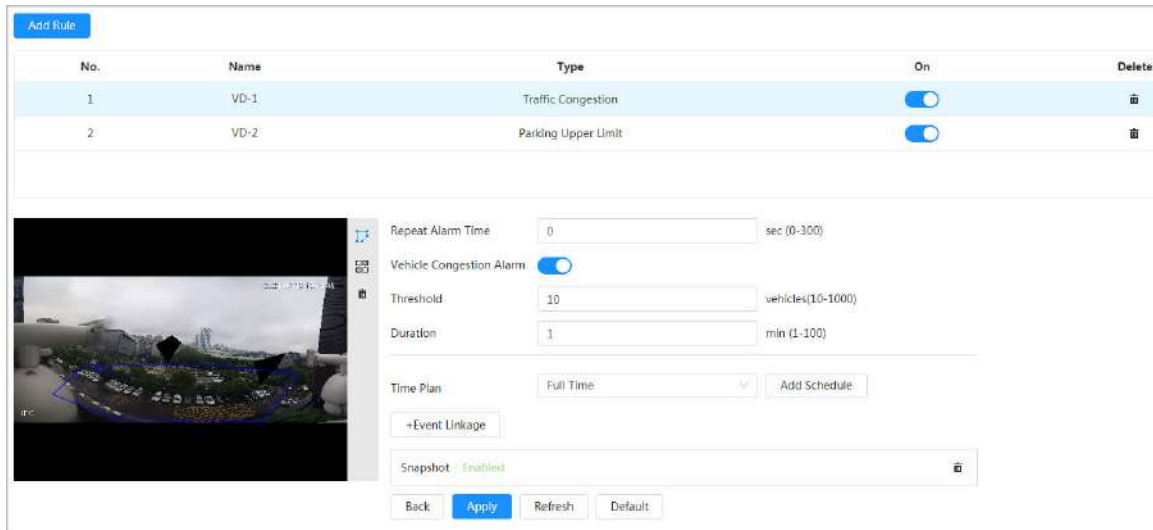 Add Rule
No. Name Type On Delete
1 VD-1 Traffic Congestion
2 VD-2 Parking Upper Limit
Repeat Alarm Time 0 sec (0-300)
Vehicle Congestion Alarm
Threshold 10 vehicles(10-1000)
Duration 1 min (1-100)
Time Plan Full Time Add Schedule
IPC
+Event Linkage
Snapshot Enabled
Back Apply Refresh Default